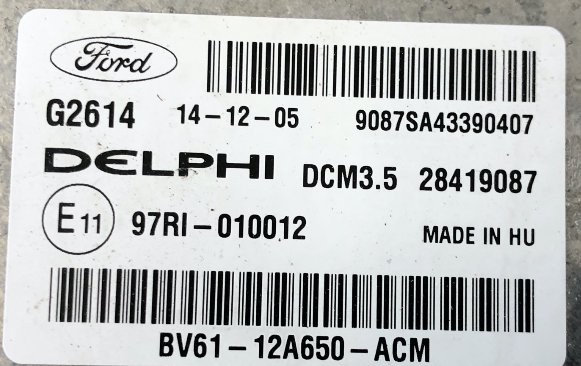 Ford
G2614 14-12-05 9087SA43390407
DELPHI DCM3.5 28419087
E11 97RI-010012 MADE IN HU
BV61-12A650-ACM